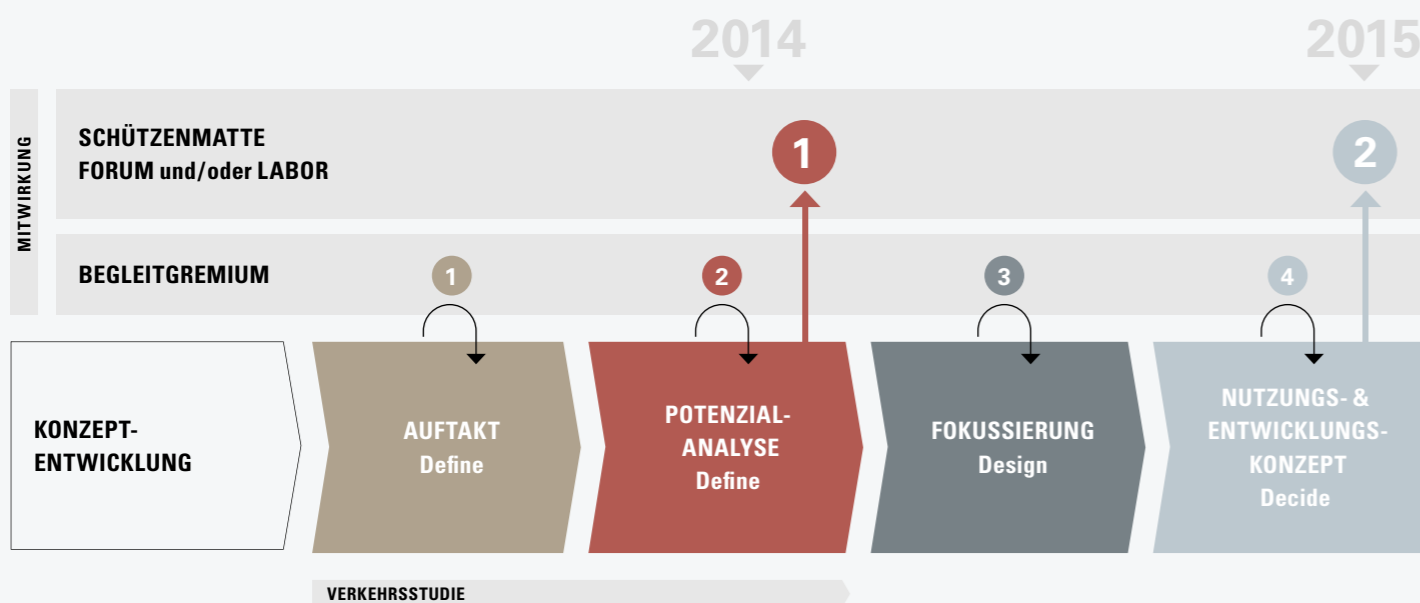 2014
2015
MITWIRKUNG
SCHÜTZENMATTE
FORUM und/oder LABOR
1
2
BEGLEITGREMIUM
1
2
3
4
KONZEPT-
ENTWICKLUNG
AUFTAKT
Define
POTENZIAL-
ANALYSE
Define
FOKUSSIERUNG
Design
NUTZUNGS- &
ENTWICKLUNGS-
KONZEPT
Decide
VERKEHRSSTUDIE